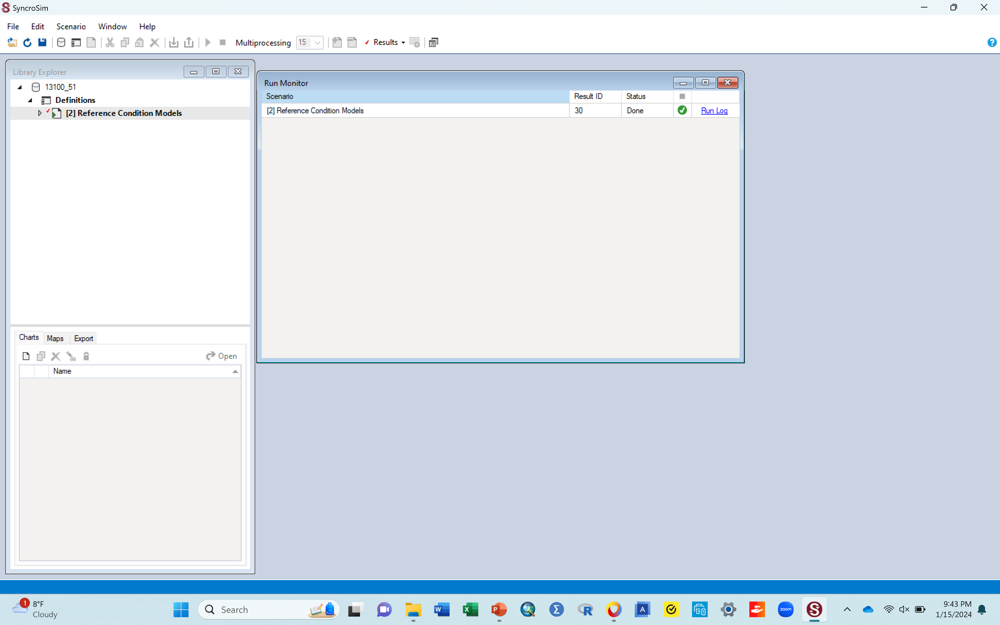 SyncroSim
File Edit Scenario Window Help
Multiprocessing 15 Results
Library Explorer
13100_51
Definitions
[2] Reference Condition Models
Run Monitor
Scenario Result ID Status
[2] Reference Condition Models 30 Done Run Log
Charts Maps Export
Open
Name
1
8°F
Cloudy
Search
zoom
9:43 PM
1/15/2024